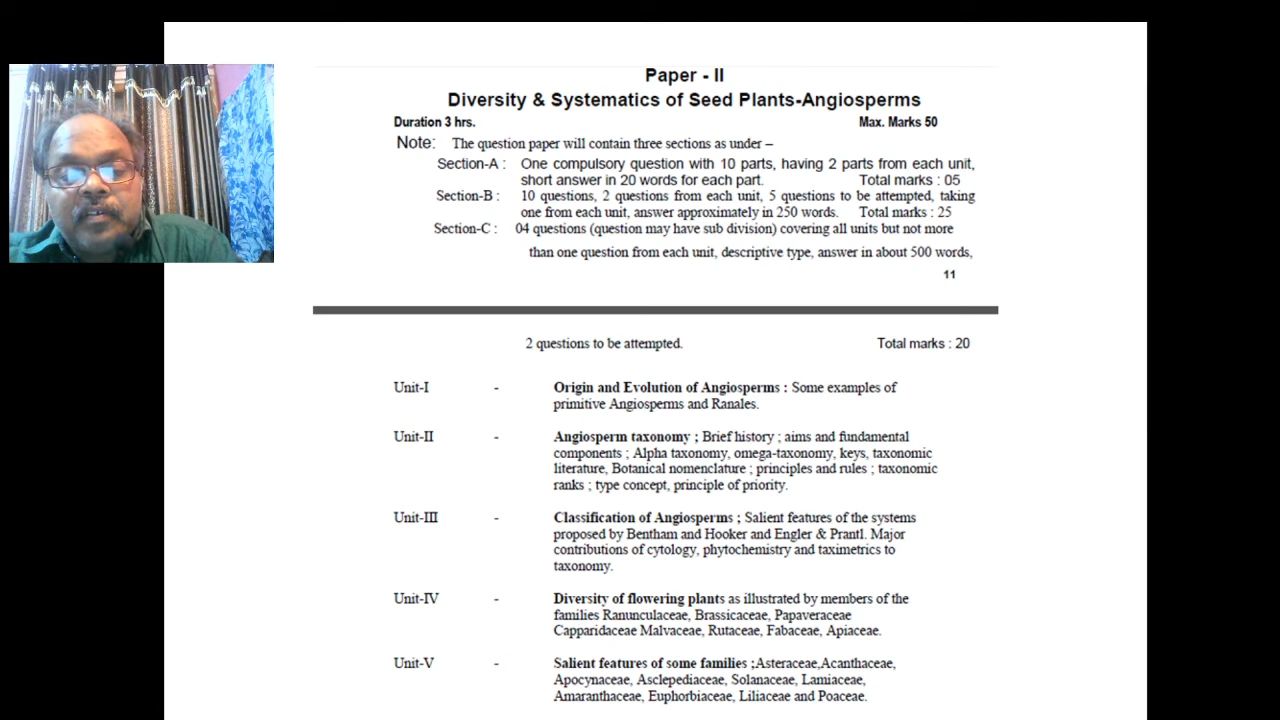 Paper - II
Diversity & Systematics of Seed Plants-Angiosperms
Duration 3 hrs. Max. Marks 50
Note: The question paper will contain three sections as under –
Section-A : One compulsory question with 10 parts, having 2 parts from each unit,
short answer in 20 words for each part. Total marks : 05
Section-B : 10 questions, 2 questions from each unit, 5 questions to be attempted, taking
one from each unit, answer approximately in 250 words. Total marks : 25
Section-C : 04 questions (question may have sub division) covering all units but not more
than one question from each unit, descriptive type, answer in about 500 words,
11
2 questions to be attempted. Total marks : 20
Unit-I - Origin and Evolution of Angiosperms : Some examples of
primitive Angiosperms and Ranales.
Unit-II - Angiosperm taxonomy ; Brief history ; aims and fundamental
components ; Alpha taxonomy, omega-taxonomy, keys, taxonomic
literature, Botanical nomenclature ; principles and rules ; taxonomic
ranks ; type concept, principle of priority.
Unit-III - Classification of Angiosperms ; Salient features of the systems
proposed by Bentham and Hooker and Engler & Prantl. Major
contributions of cytology, phytochemistry and taximetrics to
taxonomy.
Unit-IV - Diversity of flowering plants as illustrated by members of the
families Ranunculaceae, Brassicaceae, Papaveraceae
Capparidaceae Malvaceae, Rutaceae, Fabaceae, Apiaceae.
Unit-V - Salient features of some families ;Asteraceae,Acanthaceae,
Apocynaceae, Asclepediaceae, Solanaceae, Lamiaceae,
Amaranthaceae, Euphorbiaceae, Liliaceae and Poaceae.